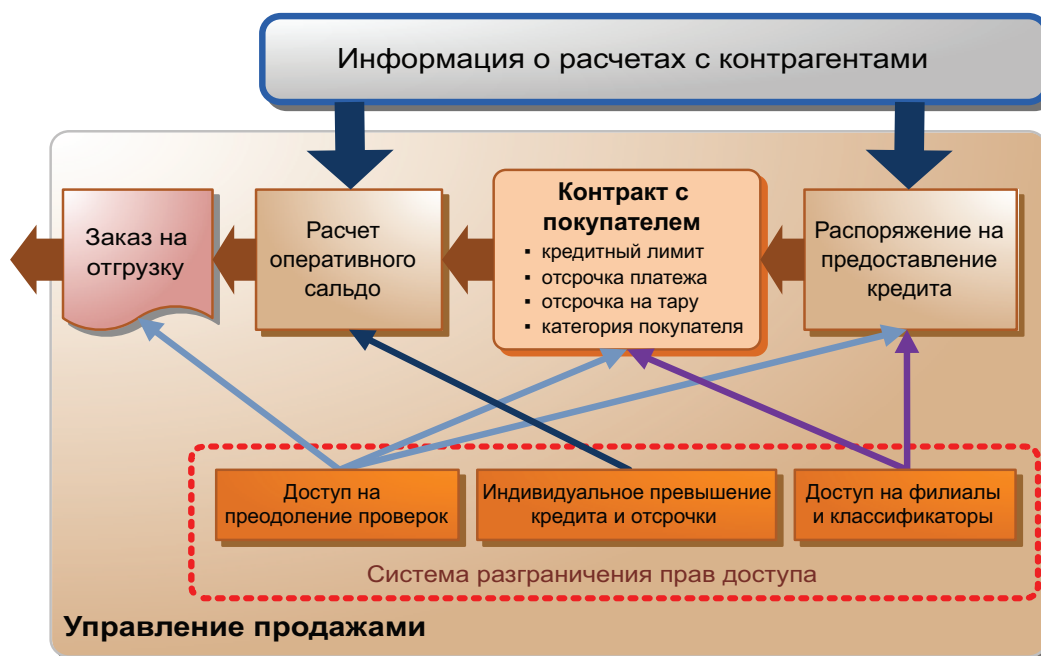 Информация о расчетах с контрагентами
Заказ на
отгрузку
Расчет
оперативного
сальдо
Контракт с
покупателем
▪ кредитный лимит
▪ отсрочка платежа
▪ отсрочка на тару
▪ категория покупателя
Распоряжение на
предоставление
кредита
Доступ на
преодоление проверок
Индивидуальное превышение
кредита и отсрочки
Доступ на филиалы
и классификаторы
Система разграничения прав доступа
Управление продажами